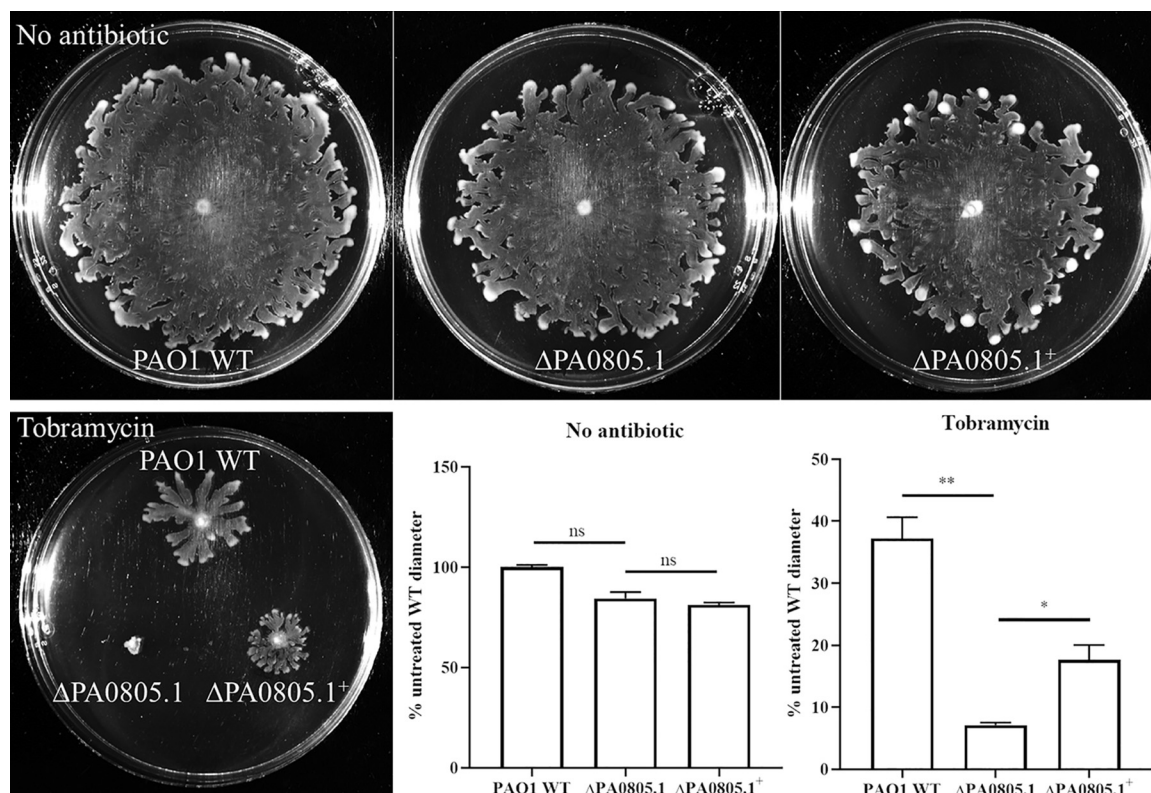 No antibiotic
PAO1 WT
ΔPA0805.1
ΔPA0805.1⁺
Tobramycin
PAO1 WT
ΔPA0805.1 ΔPA0805.1⁺
No antibiotic
% untreated WT diameter
150
100
50
0
ns
ns
PAO1 WT ΔPA0805.1 ΔPA0805.1⁺
Tobramycin
% untreated WT diameter
50
40
30
20
10
0
**
*
PAO1 WT ΔPA0805.1 ΔPA0805.1⁺